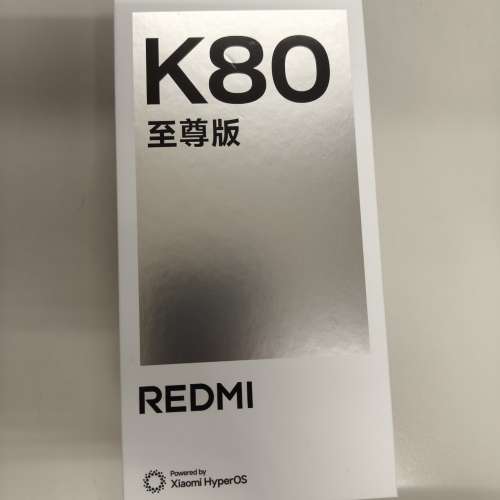 K80
至尊版
REDMI
Powered by
Xiaomi HyperOS